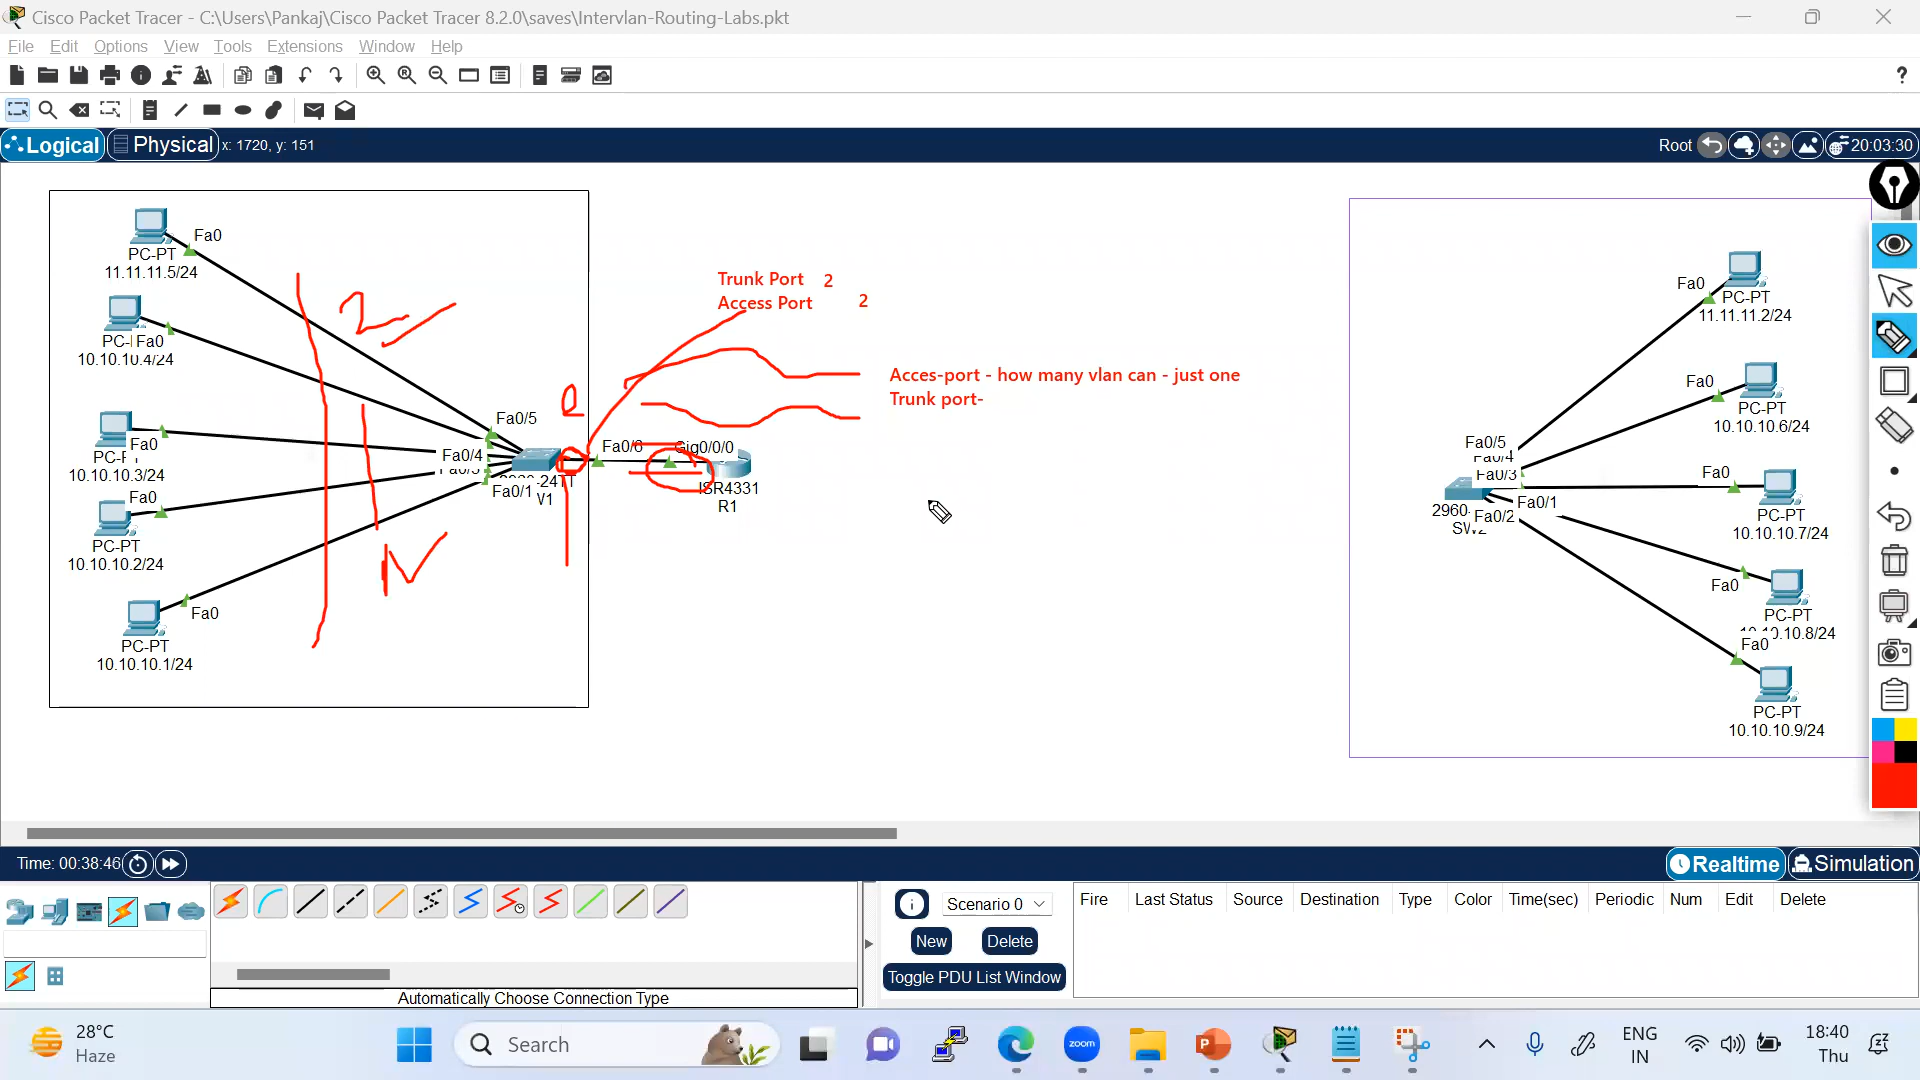 Cisco Packet Tracer - C:\Users\Pankaj\Cisco Packet Tracer 8.2.0\saves\Intervlan-Routing-Labs.pkt
File Edit Options View Tools Extensions Window Help
?
Logical Physical x: 1720, y: 151
Root 20:03:30
Fa0
PC-PT
11.11.11.5/24
Fa0
10.10.10.4/24
Fa0
10.10.10.3/24
Fa0
PC-PT
10.10.10.2/24
Fa0
PC-PT
10.10.10.1/24
2
Fa0/5
Fa0/4
Fa0/1
Trunk Port 2
Access Port 2
Acces-port - how many vlan can - just one
Trunk port-
Gig0/0/0
ISR4331
R1
Fa0
PC-PT
11.11.11.2/24
Fa0
PC-PT
10.10.10.6/24
Fa0
PC-PT
10.10.10.7/24
Fa0
PC-PT
10.10.10.8/24
Fa0
PC-PT
10.10.10.9/24
Fa0/5
Fa0/4
Fa0/3
Fa0/1
Fa0/2
SW2
Time: 00:38:46
Realtime Simulation
Scenario 0
New Delete
Toggle PDU List Window
Fire Last Status Source Destination Type Color Time(sec) Periodic Num Edit Delete
Automatically Choose Connection Type
28°C
Haze
Search
zoom
ENG
IN
18:40
Thu